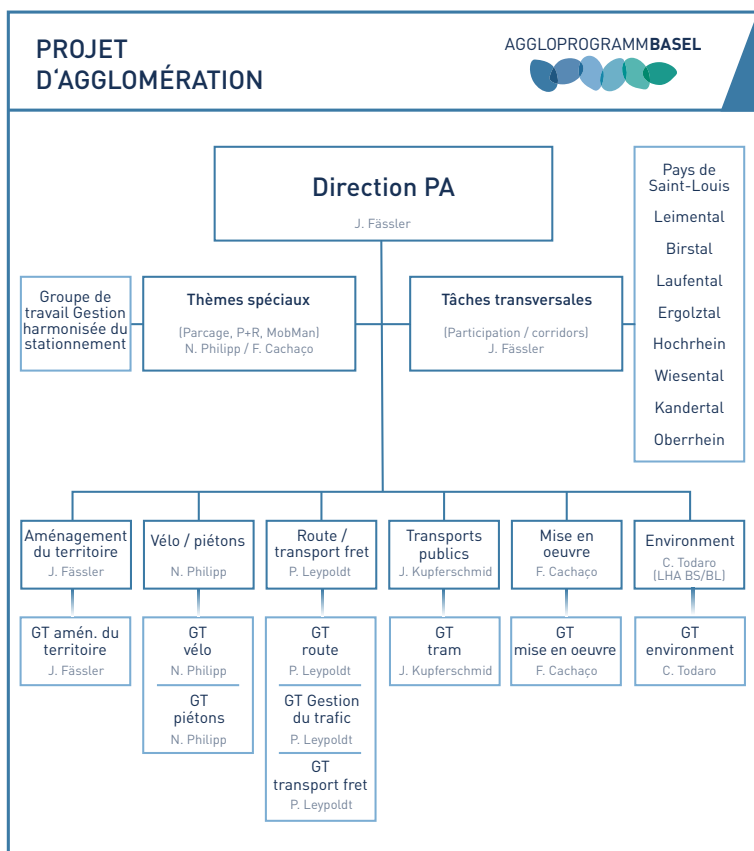 PROJET
D'AGGLOMÉRATION
AGGLOPROGRAMMBASEL
Direction PA
J. Fässler
Groupe de
travail Gestion
harmonisée du
stationnement
Thèmes spéciaux
(Parcage, P+R, MobMan)
N. Philipp / F. Cachaço
Tâches transversales
(Participation / corridors)
J. Fässler
Pays de
Saint-Louis
Leimental
Birstal
Laufental
Ergolztal
Hochrhein
Wiesental
Kandertal
Oberrhein
Aménagement
du territoire
J. Fässler
Vélo / piétons
N. Philipp
Route /
transport fret
P. Leypoldt
Transports
publics
J. Kupferschmid
Mise en
oeuvre
F. Cachaço
Environment
C. Todaro
(LHA BS/BL)
GT amén. du
territoire
J. Fässler
GT
vélo
N. Philipp
GT
piétons
N. Philipp
GT
route
P. Leypoldt
GT Gestion
du trafic
P. Leypoldt
GT
transport fret
P. Leypoldt
GT
tram
J. Kupferschmid
GT
mise en oeuvre
F. Cachaço
GT
environment
C. Todaro